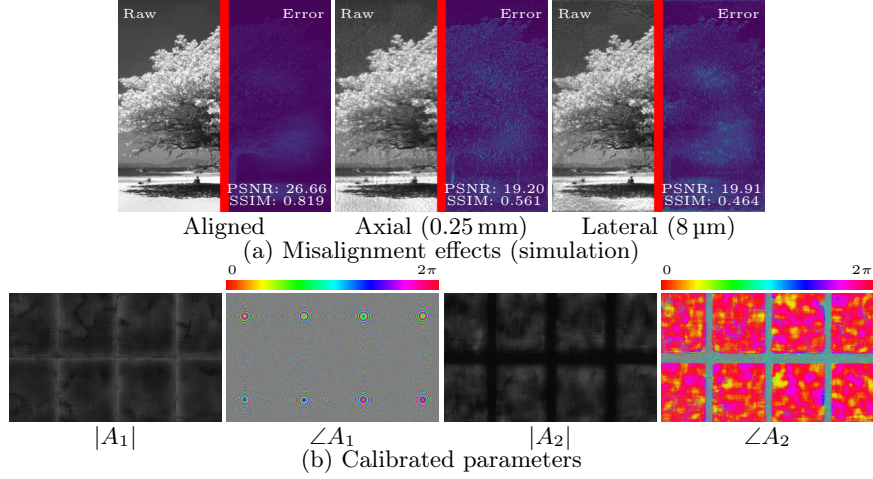 Raw Error Raw Error Raw Error
PSNR: 26.66 PSNR: 19.20 PSNR: 19.91
SSIM: 0.819 SSIM: 0.561 SSIM: 0.464
Aligned Axial (0.25 mm) Lateral (8 µm)
(a) Misalignment effects (simulation)
0 2π 0 2π
|A₁| ∠A₁ |A₂| ∠A₂
(b) Calibrated parameters